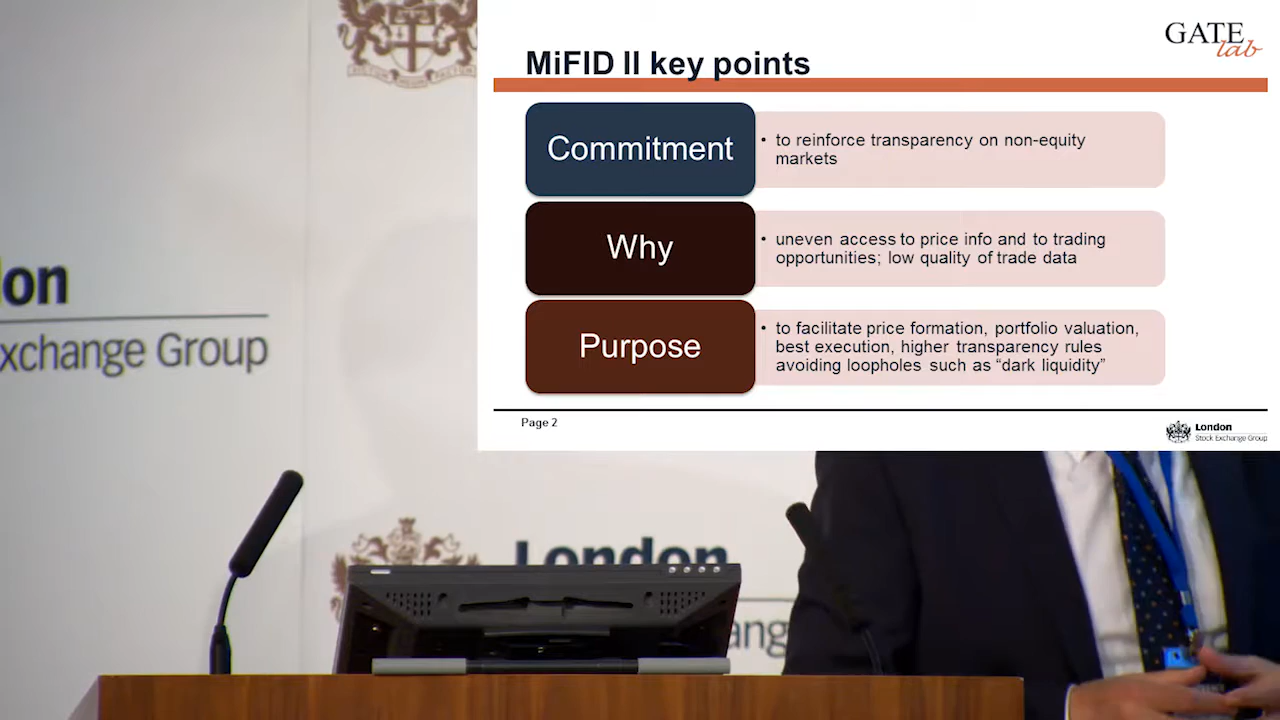 GATE
lab
MiFID II key points
Commitment
• to reinforce transparency on non-equity
markets
Why
• uneven access to price info and to trading
opportunities; low quality of trade data
Purpose
• to facilitate price formation, portfolio valuation,
best execution, higher transparency rules
avoiding loopholes such as “dark liquidity”
Page 2
London
Stock Exchange Group
don
xchange Group
London
ang